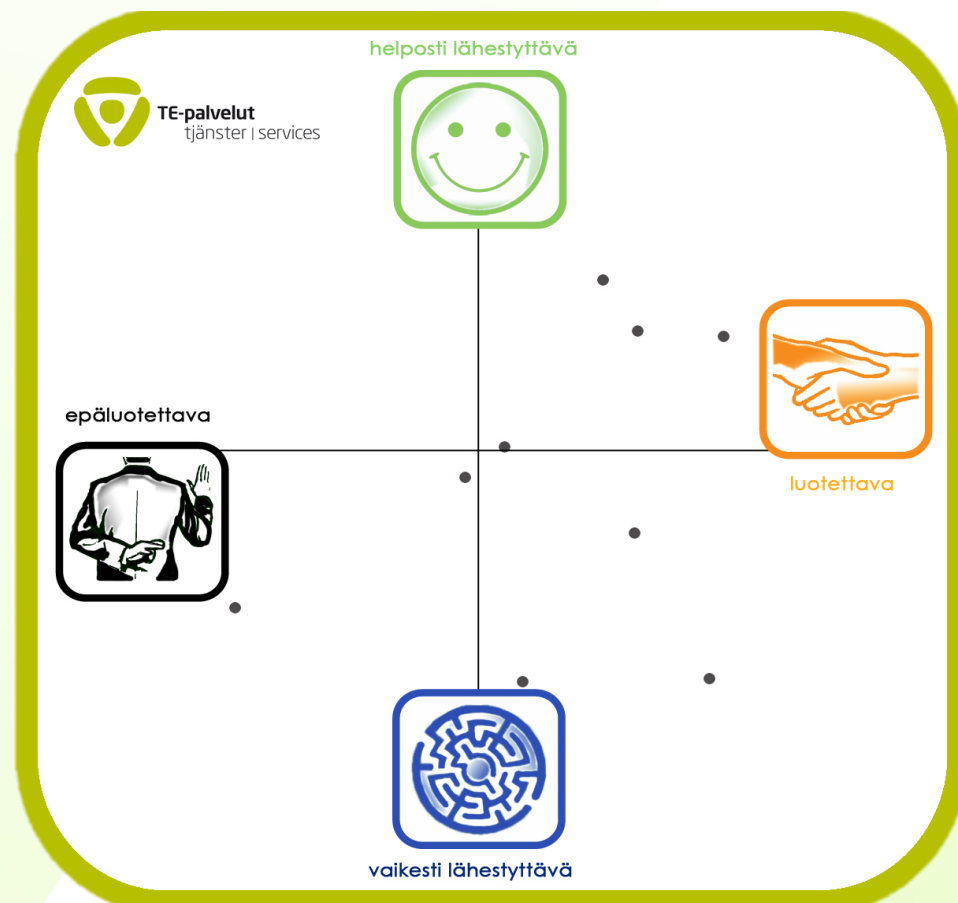 helposti lähestyttävä
TE-palvelut
tjänster | services
epäluotettava
luotettava
vaikesti lähestyttävä